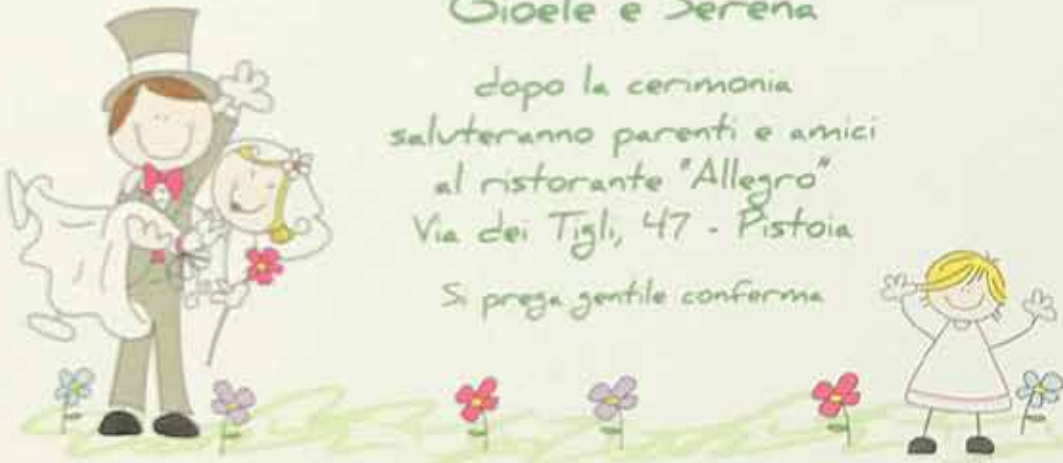 Gioele e Serena
dopo la cerimonia
saluteranno parenti e amici
al ristorante "Allegro"
Via dei Tigli, 47 - Pistoia
Si prega gentile conferma